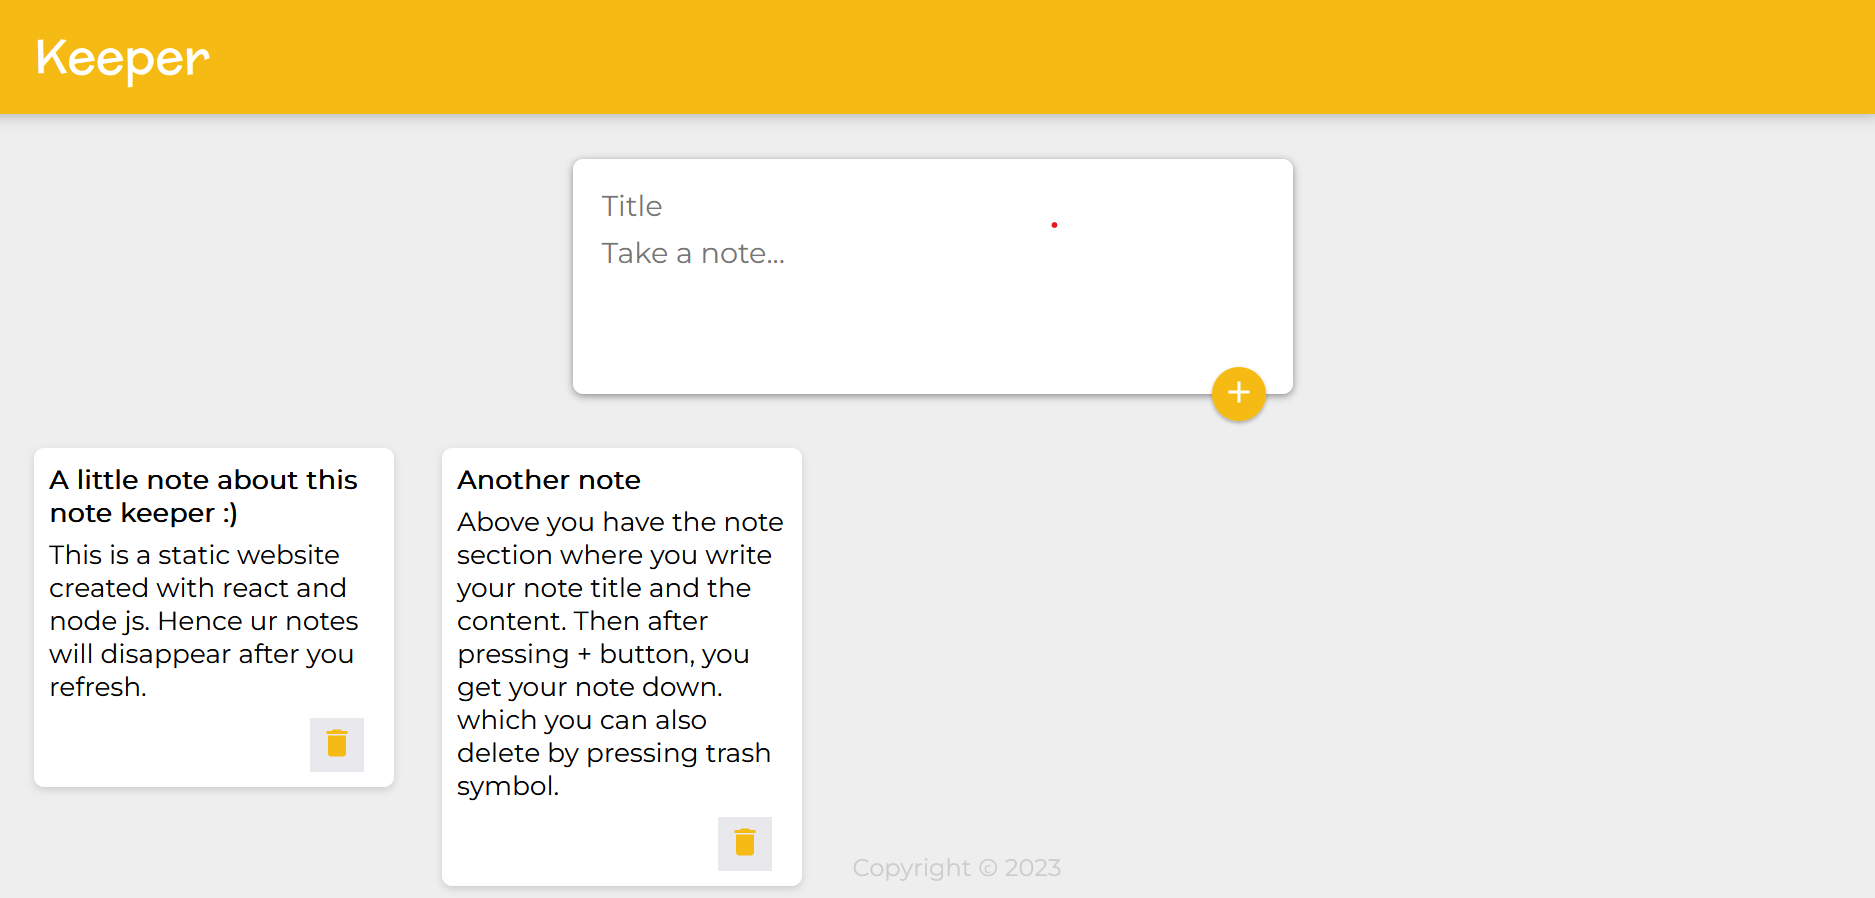 Keeper
Title
Take a note...
+
A little note about this
note keeper :)
This is a static website
created with react and
node js. Hence ur notes
will disappear after you
refresh.
Another note
Above you have the note
section where you write
your note title and the
content. Then after
pressing + button, you
get your note down.
which you can also
delete by pressing trash
symbol.
Copyright © 2023